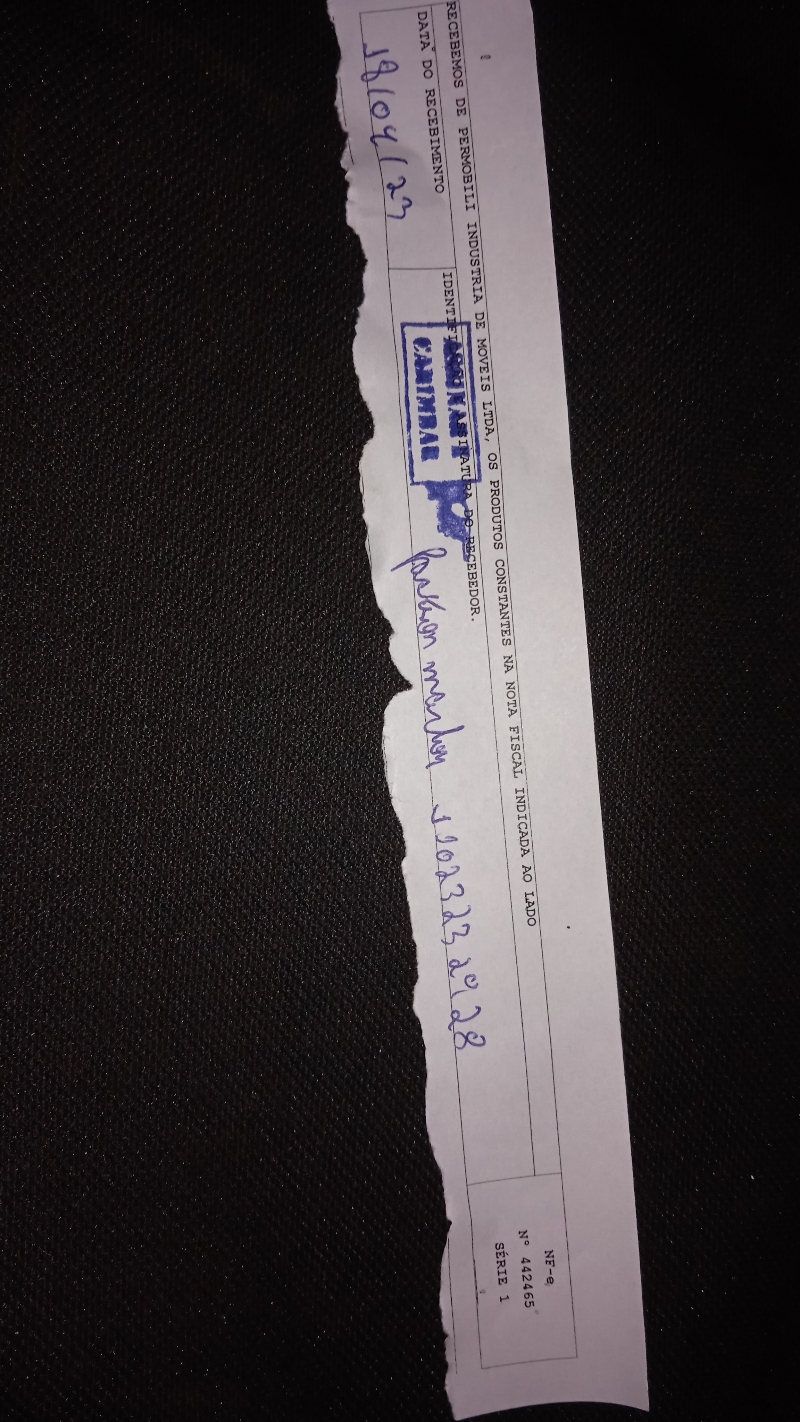 RECEBEMOS DE PERMOBILI INDUSTRIA DE MOVEIS LTDA, OS PRODUTOS CONSTANTES NA NOTA FISCAL INDICADA AO LADO
DATA DO RECEBIMENTO
18/04/23
ASSINATURA DO RECEBEDOR.
CARIMBAR
NF-e
Nº 442465
SÉRIE 1